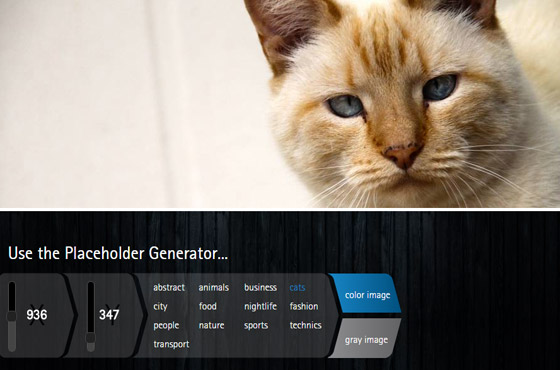 Use the Placeholder Generator...
936
347
abstract animals business cats
city food nightlife fashion
people nature sports technics
transport
color image
gray image